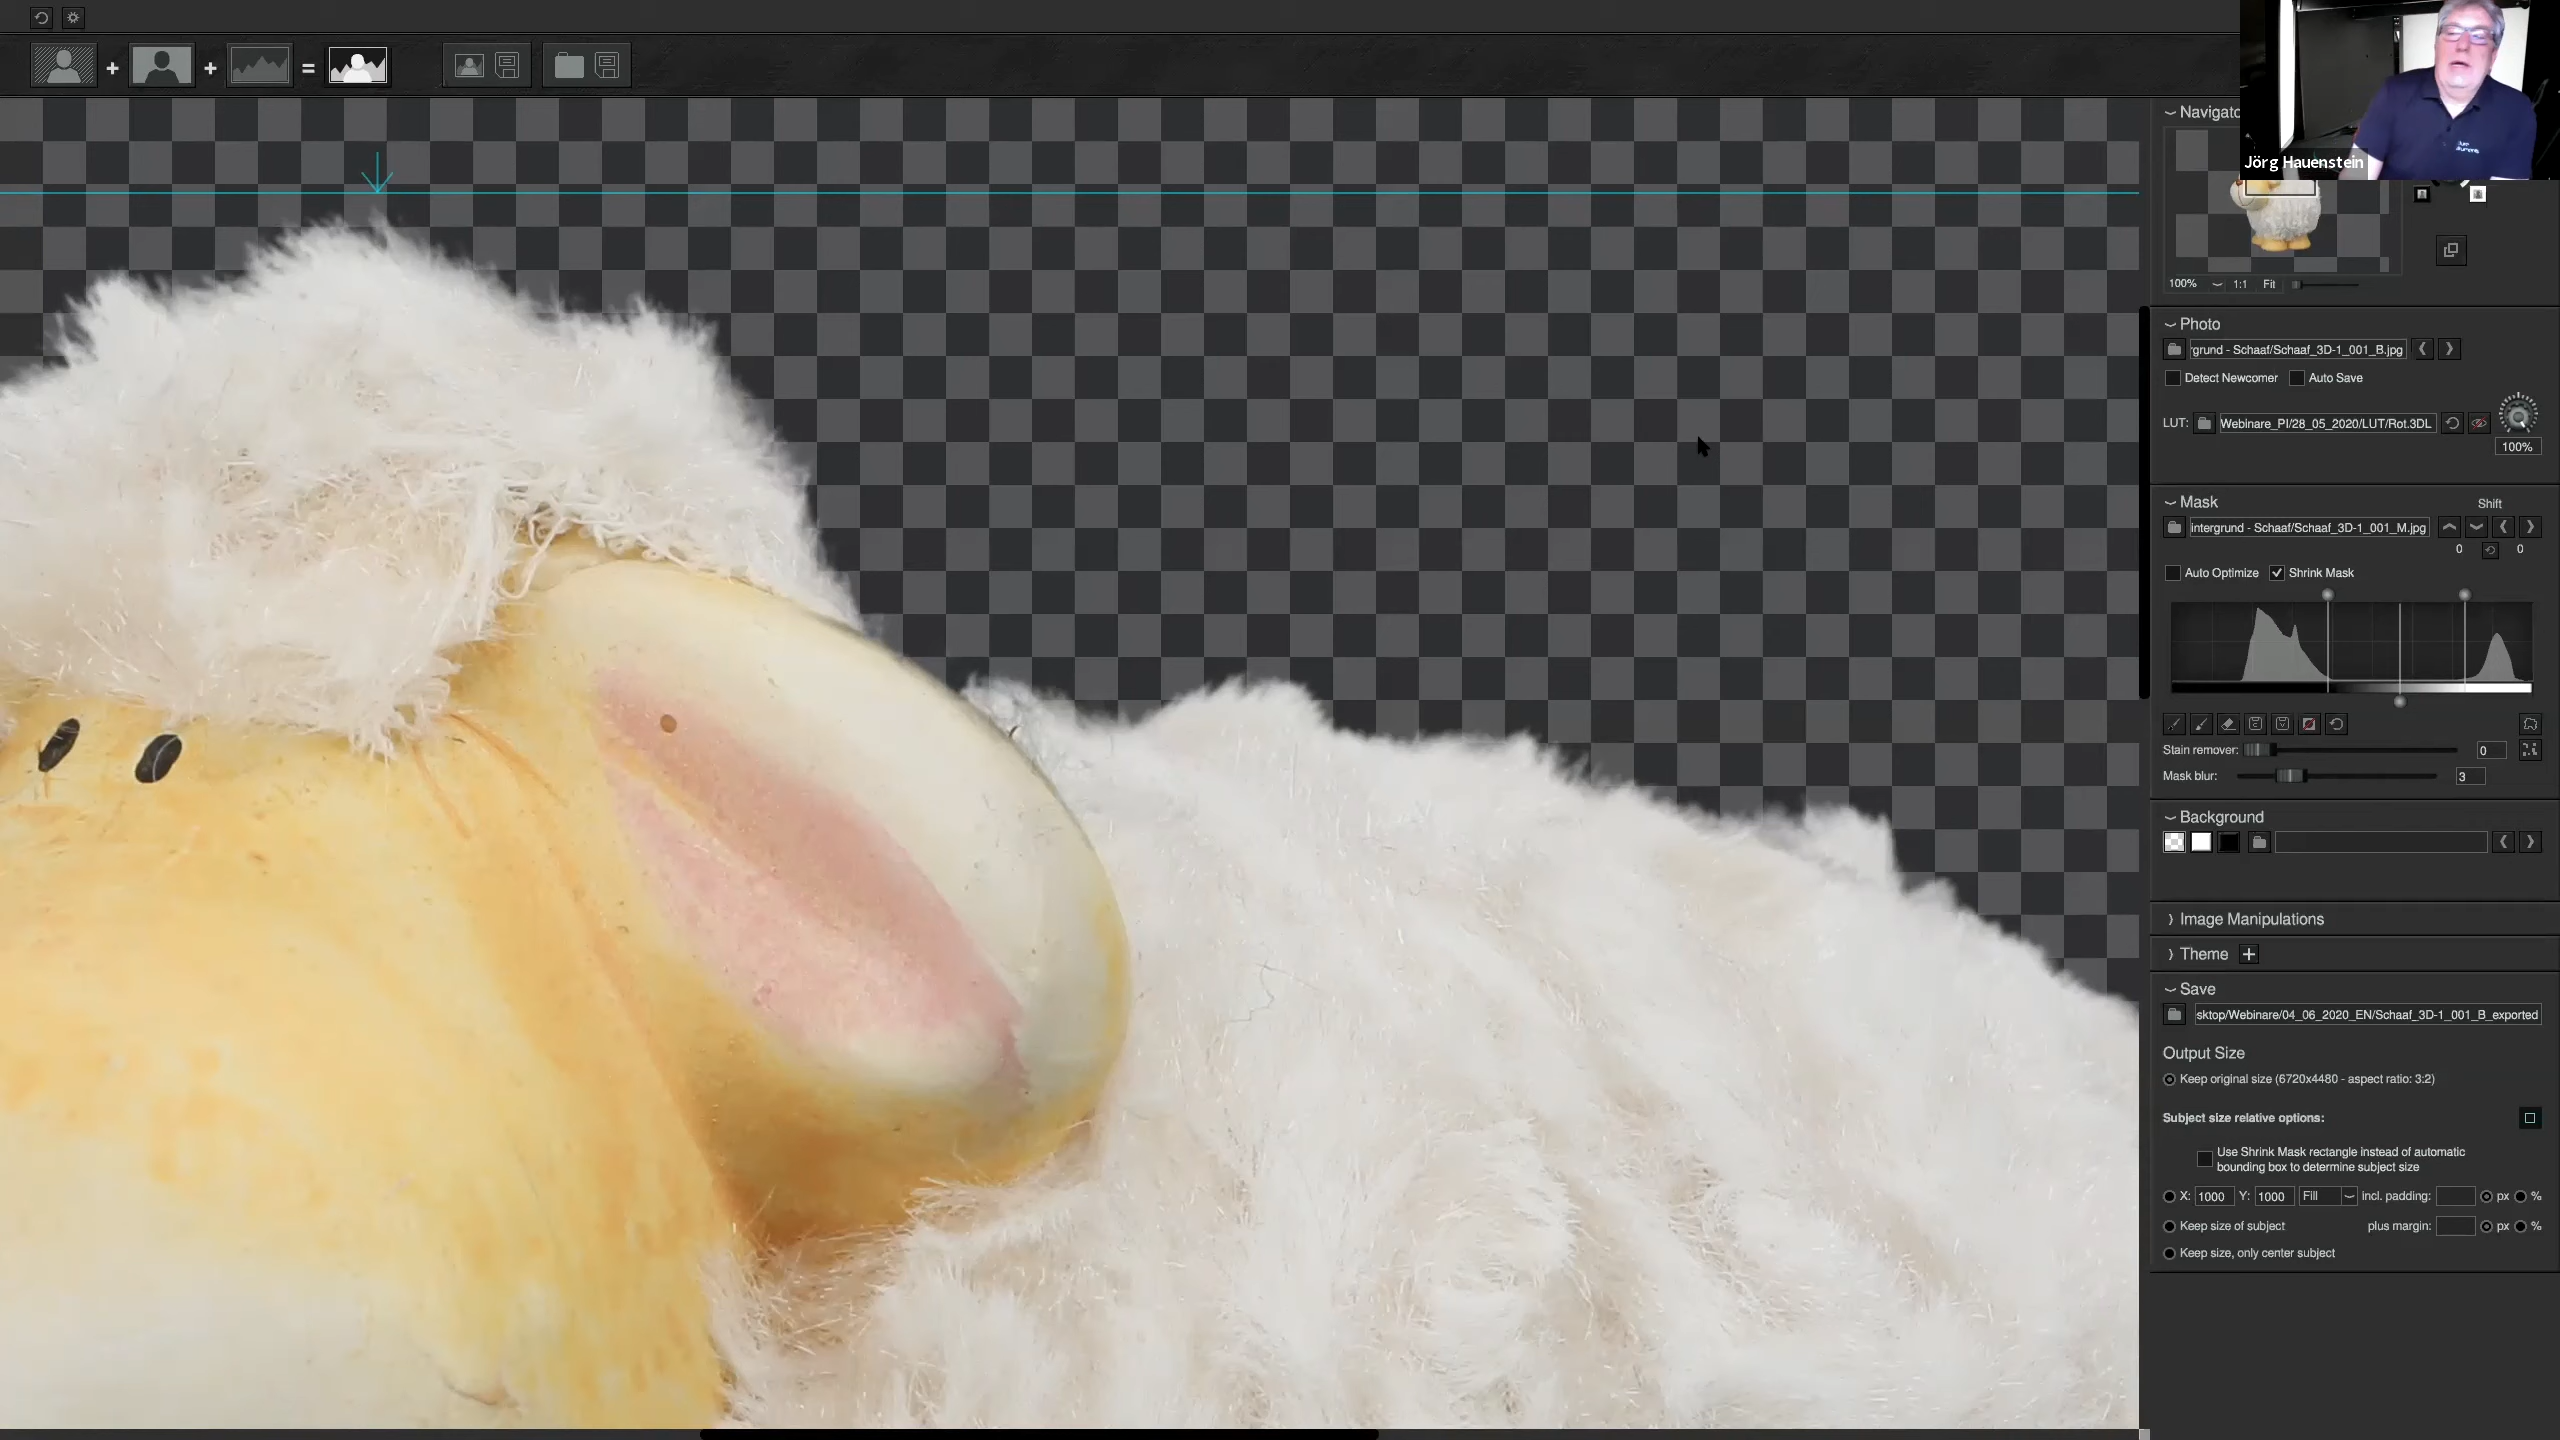 Jörg Hauenstein
100% 1:1 Fit
Photo
grund - Schaaf/Schaaf_3D-1_001_B.jpg
Detect Newcomer Auto Save
LUT: Webinare_PI/28_05_2020/LUT/Rot.3DL
100%
Mask Shift
intergrund - Schaaf/Schaaf_3D-1_001_M.jpg
0 0
Auto Optimize Shrink Mask
Stain remover: 0
Mask blur: 3
Background
Image Manipulations
Theme
Save
sktop/Webinare/04_06_2020_EN/Schaaf_3D-1_001_B_exported
Output Size
Keep original size (6720x4480 - aspect ratio: 3:2)
Subject size relative options:
Use Shrink Mask rectangle instead of automatic
bounding box to determine subject size
X: 1000 Y: 1000 Fill incl. padding: px %
Keep size of subject plus margin: px %
Keep size, only center subject